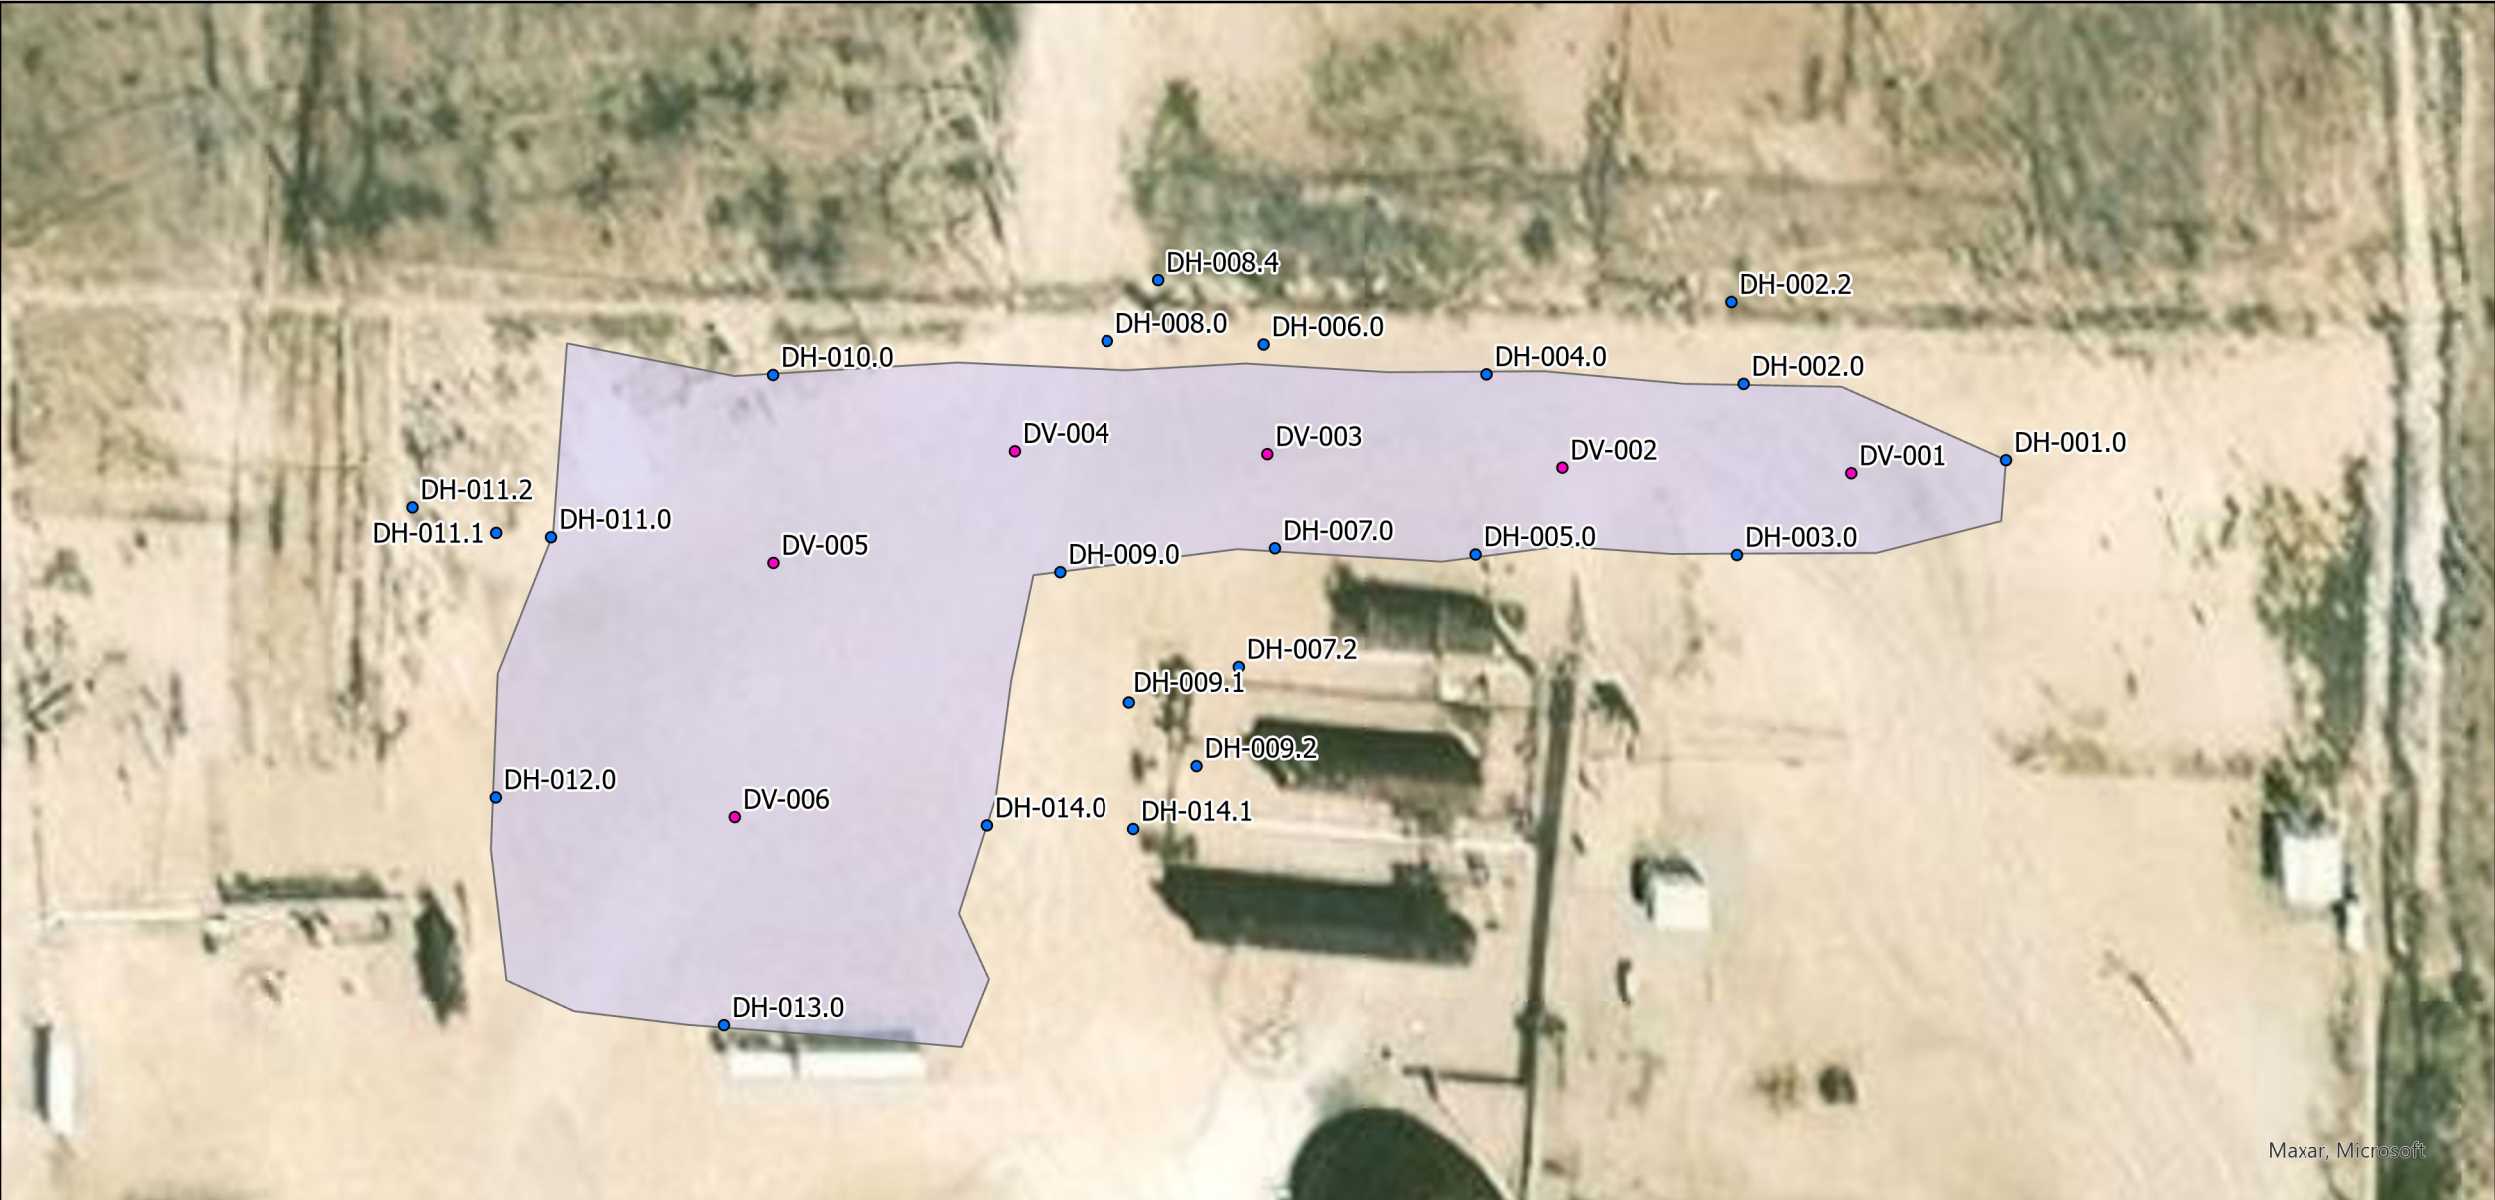 DH-008.4
DH-002.2
DH-008.0
DH-006.0
DH-010.0
DH-004.0
DH-002.0
DV-004
DV-003
DV-002
DV-001
DH-001.0
DH-011.2
DH-011.1
DH-011.0
DV-005
DH-009.0
DH-007.0
DH-005.0
DH-003.0
DH-007.2
DH-009.1
DH-009.2
DH-012.0
DV-006
DH-014.0
DH-014.1
DH-013.0
Maxar, Microsoft